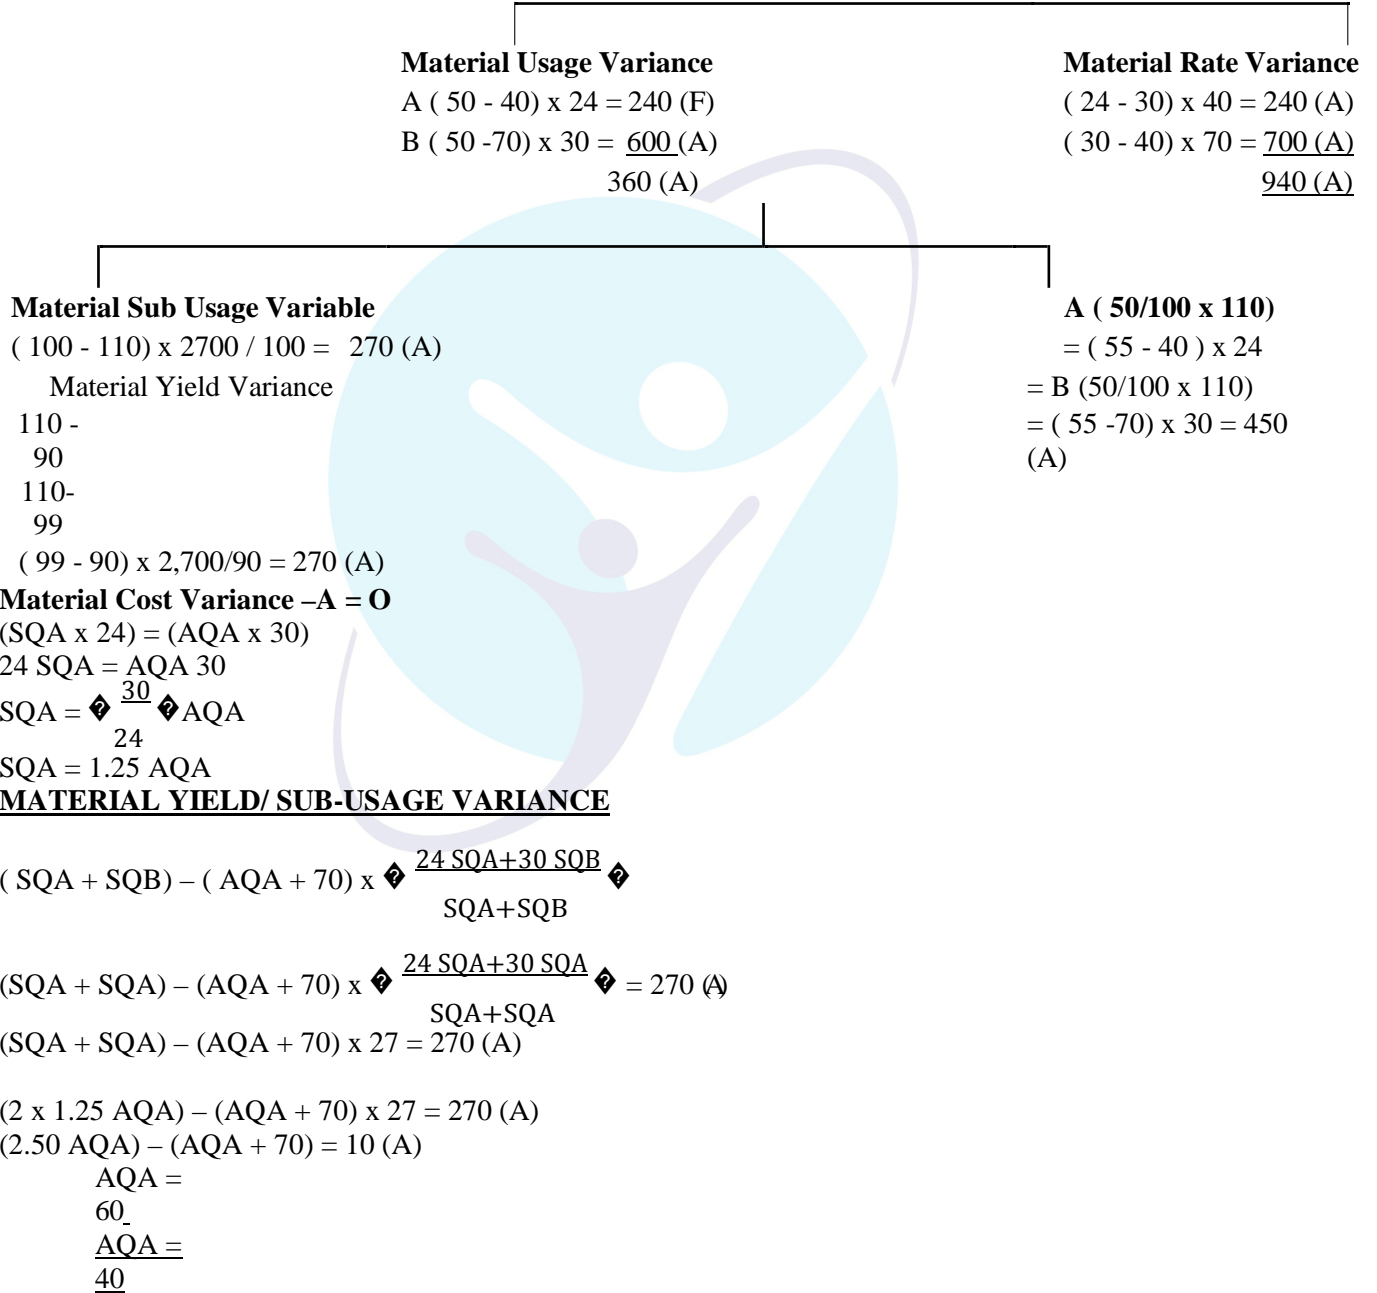 Material Usage Variance
A ( 50 - 40) x 24 = 240 (F)
B ( 50 -70) x 30 = 600 (A)
360 (A)
Material Rate Variance
( 24 - 30) x 40 = 240 (A)
( 30 - 40) x 70 = 700 (A)
940 (A)
Material Sub Usage Variable
( 100 - 110) x 2700 / 100 = 270 (A)
Material Yield Variance
110 -
90
110-
99
( 99 - 90) x 2,700/90 = 270 (A)
A ( 50/100 x 110)
= ( 55 - 40 ) x 24
= B (50/100 x 110)
= ( 55 -70) x 30 = 450
(A)
Material Cost Variance –A = O
(SQA x 24) = (AQA x 30)
24 SQA = AQA 30
SQA = � 30 �AQA
24
SQA = 1.25 AQA
MATERIAL YIELD/ SUB-USAGE VARIANCE
( SQA + SQB) – ( AQA + 70) x � 24 SQA+30 SQB �
SQA+SQB
(SQA + SQA) – (AQA + 70) x � 24 SQA+30 SQA � = 270 (A)
SQA+SQA
(SQA + SQA) – (AQA + 70) x 27 = 270 (A)
(2 x 1.25 AQA) – (AQA + 70) x 27 = 270 (A)
(2.50 AQA) – (AQA + 70) = 10 (A)
AQA =
60
AQA =
40